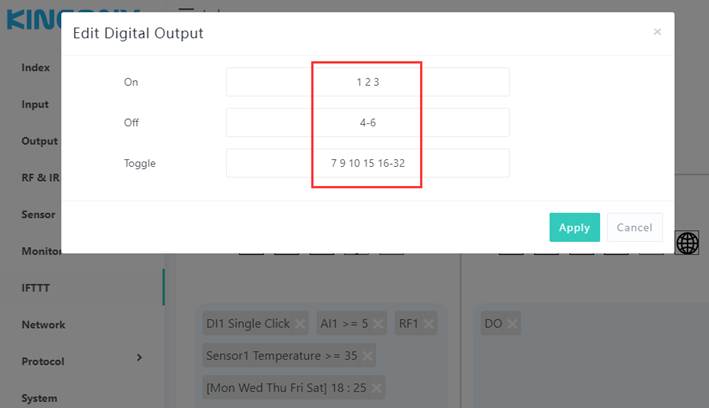 Edit Digital Output
×
On
1 2 3
Off
4-6
Toggle
7 9 10 15 16-32
Apply
Cancel
Index
Input
Output
RF & IR
Sensor
Monitor
IFTTT
Network
Protocol
System
DI1 Single Click ×
AI1 >= 5 ×
RF1 ×
Sensor1 Temperature >= 35 ×
[Mon Wed Thu Fri Sat] 18 : 25 ×
DO ×